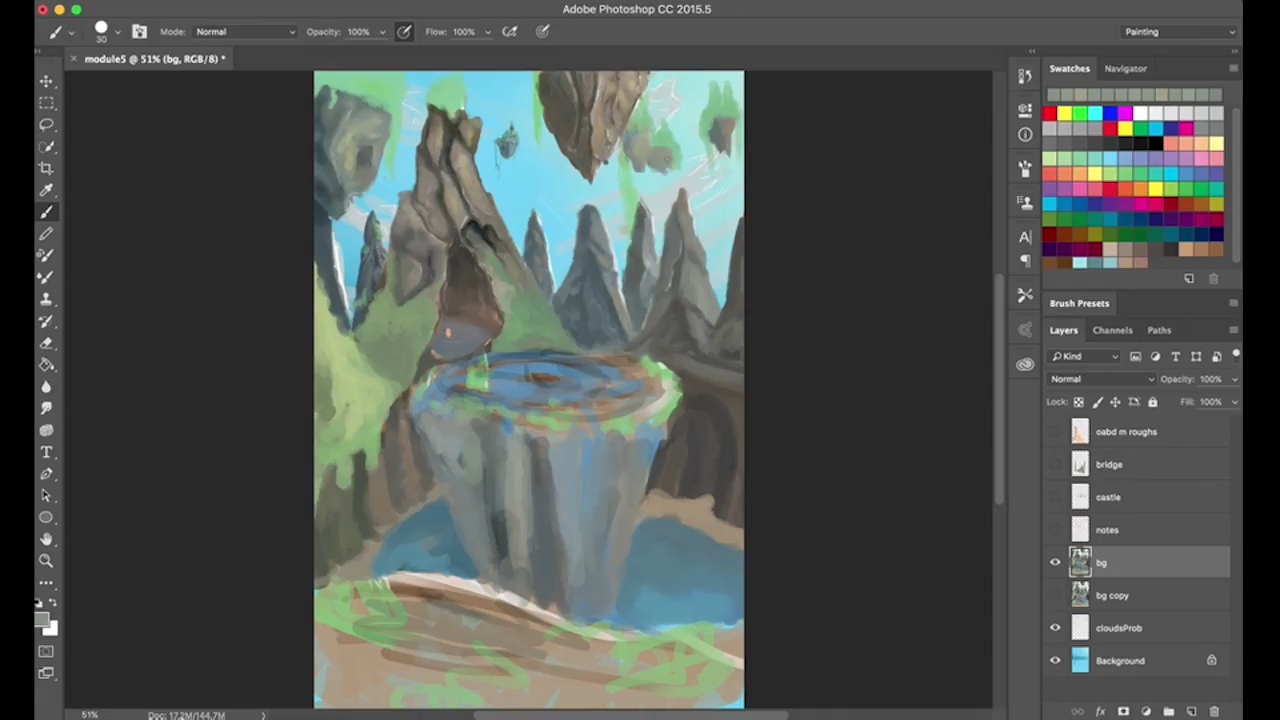 Adobe Photoshop CC 2015.5
30
Mode: Normal
Opacity: 100%
Flow: 100%
Painting
module5 @ 51% (bg, RGB/8) *
Swatches
Navigator
A|
Brush Presets
Layers
Channels
Paths
Kind
T
Normal
Opacity: 100%
Lock:
Fill: 100%
oabd m roughs
bridge
castle
notes
bg
bg copy
cloudsProb
Background
fx
T
51%
Doc: 17.2M/144.7M